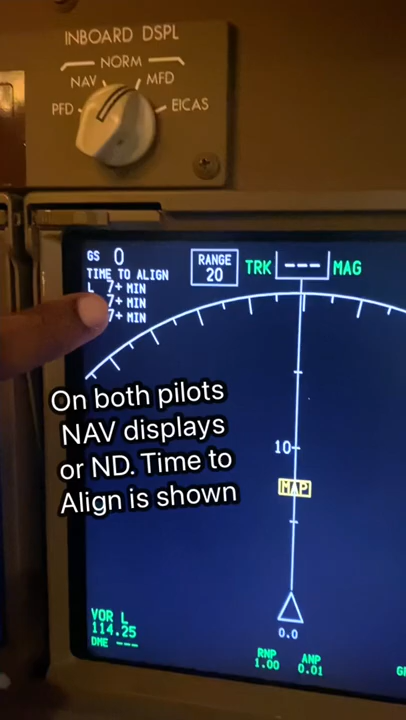 INBOARD DSPL
NORM
NAV
MFD
PFD
EICAS
GS 0
TIME TO ALIGN
L 7+ MIN
7+ MIN
7+ MIN
RANGE
20
TRK
---
MAG
On both pilots
NAV displays
or ND. Time to
Align is shown
10
MAP
VOR L
114.25
DME ---
0.0
RNP
1.00
ANP
0.01